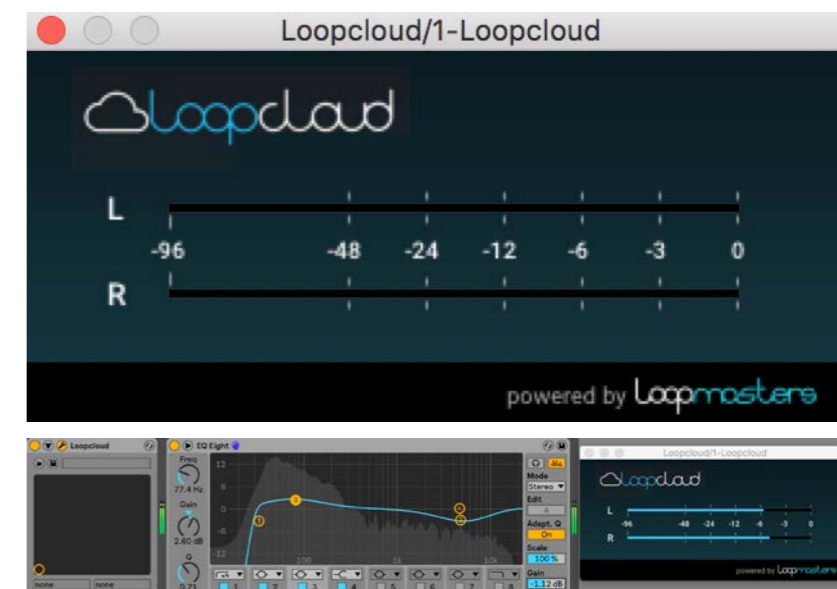 Loopcloud/1-Loopcloud
Loopcloud
L
-96 -48 -24 -12 -6 -3 0
R
powered by Loopmasters
Loopcloud
none none
EQ Eight
Freq
77.4 Hz
Gain
2.60 dB
Q
0.71
12
6
0
-6
-12
100 1k 10k
1 2 3 4 5 6 7 8
Mode
Stereo
Edit
A
Adapt. Q
On
Scale
100 %
Gain
-1.12 dB
Loopcloud/1-Loopcloud
Loopcloud
L
-96 -48 -24 -12 -6 -3 0
R
powered by Loopmasters